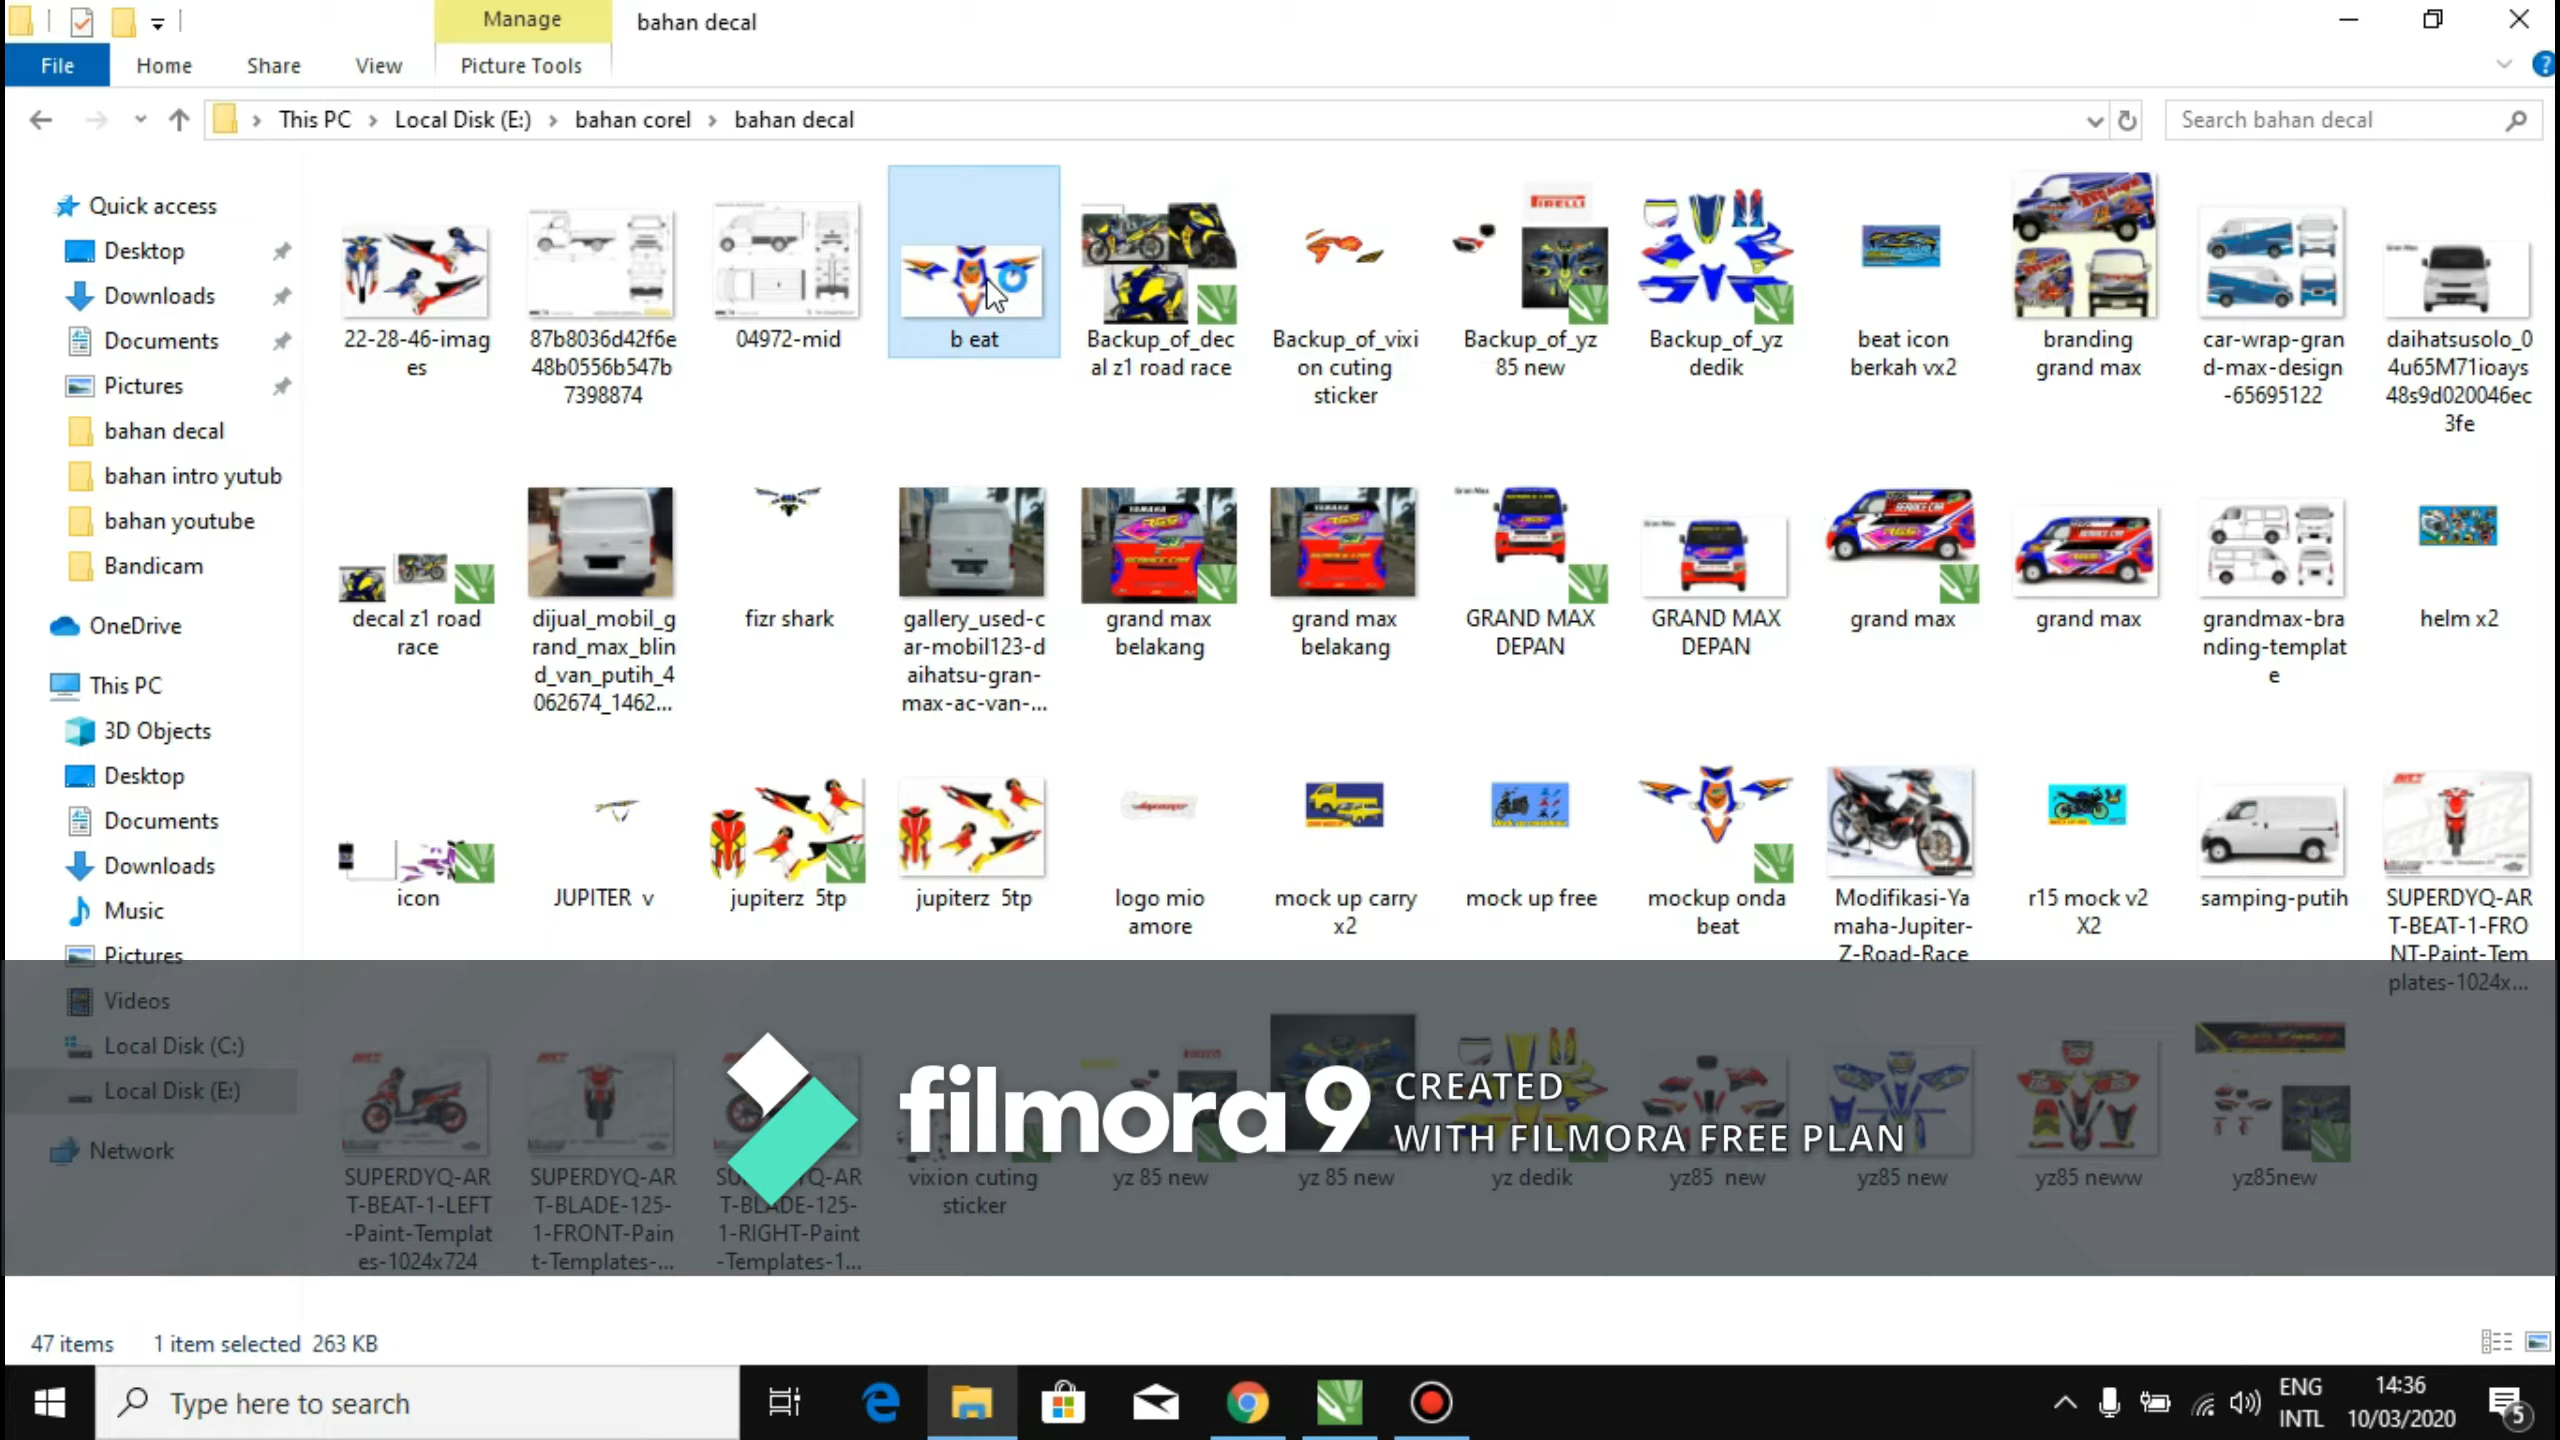 Manage
bahan decal
File
Home
Share
View
Picture Tools
This PC
Local Disk (E:)
bahan corel
bahan decal
Search bahan decal
Quick access
Desktop
Downloads
Documents
Pictures
bahan decal
bahan intro yutub
bahan youtube
Bandicam
OneDrive
This PC
3D Objects
Desktop
Documents
Downloads
Music
Pictures
Videos
Local Disk (C:)
Local Disk (E:)
Network
22-28-46-imag
es
87b8036d42f6e
48b0556b547b
7398874
04972-mid
b eat
Backup_of_dec
al z1 road race
Backup_of_vixi
on cuting
sticker
Backup_of_yz
85 new
Backup_of_yz
dedik
beat icon
berkah vx2
branding
grand max
car-wrap-gran
d-max-design
-65695122
daihatsusolo_0
4u65M71ioays
48s9d020046ec
3fe
decal z1 road
race
dijual_mobil_g
rand_max_blin
d_van_putih_4
062674_1462...
fizr shark
gallery_used-c
ar-mobil123-d
aihatsu-gran-
max-ac-van-...
grand max
belakang
grand max
belakang
GRAND MAX
DEPAN
GRAND MAX
DEPAN
grand max
grand max
grandmax-bra
nding-templat
e
helm x2
icon
JUPITER v
jupiterz 5tp
jupiterz 5tp
logo mio
amore
mock up carry
x2
mock up free
mockup onda
beat
Modifikasi-Ya
maha-Jupiter-
Z-Road-Race
r15 mock v2
X2
samping-putih
SUPERDYQ-AR
T-BEAT-1-FRO
NT-Paint-Tem
plates-1024x...
SUPERDYQ-AR
T-BEAT-1-LEFT
-Paint-Templat
es-1024x724
SUPERDYQ-AR
T-BLADE-125-
1-FRONT-Pain
t-Templates-...
T-BLADE-125-
1-RIGHT-Paint
-Templates-1...
vixion cuting
sticker
yz 85 new
yz 85 new
yz dedik
yz85 new
yz85 new
yz85 neww
yz85new
filmora9
CREATED
WITH FILMORA FREE PLAN
47 items
1 item selected 263 KB
Type here to search
ENG
INTL
14:36
10/03/2020
5